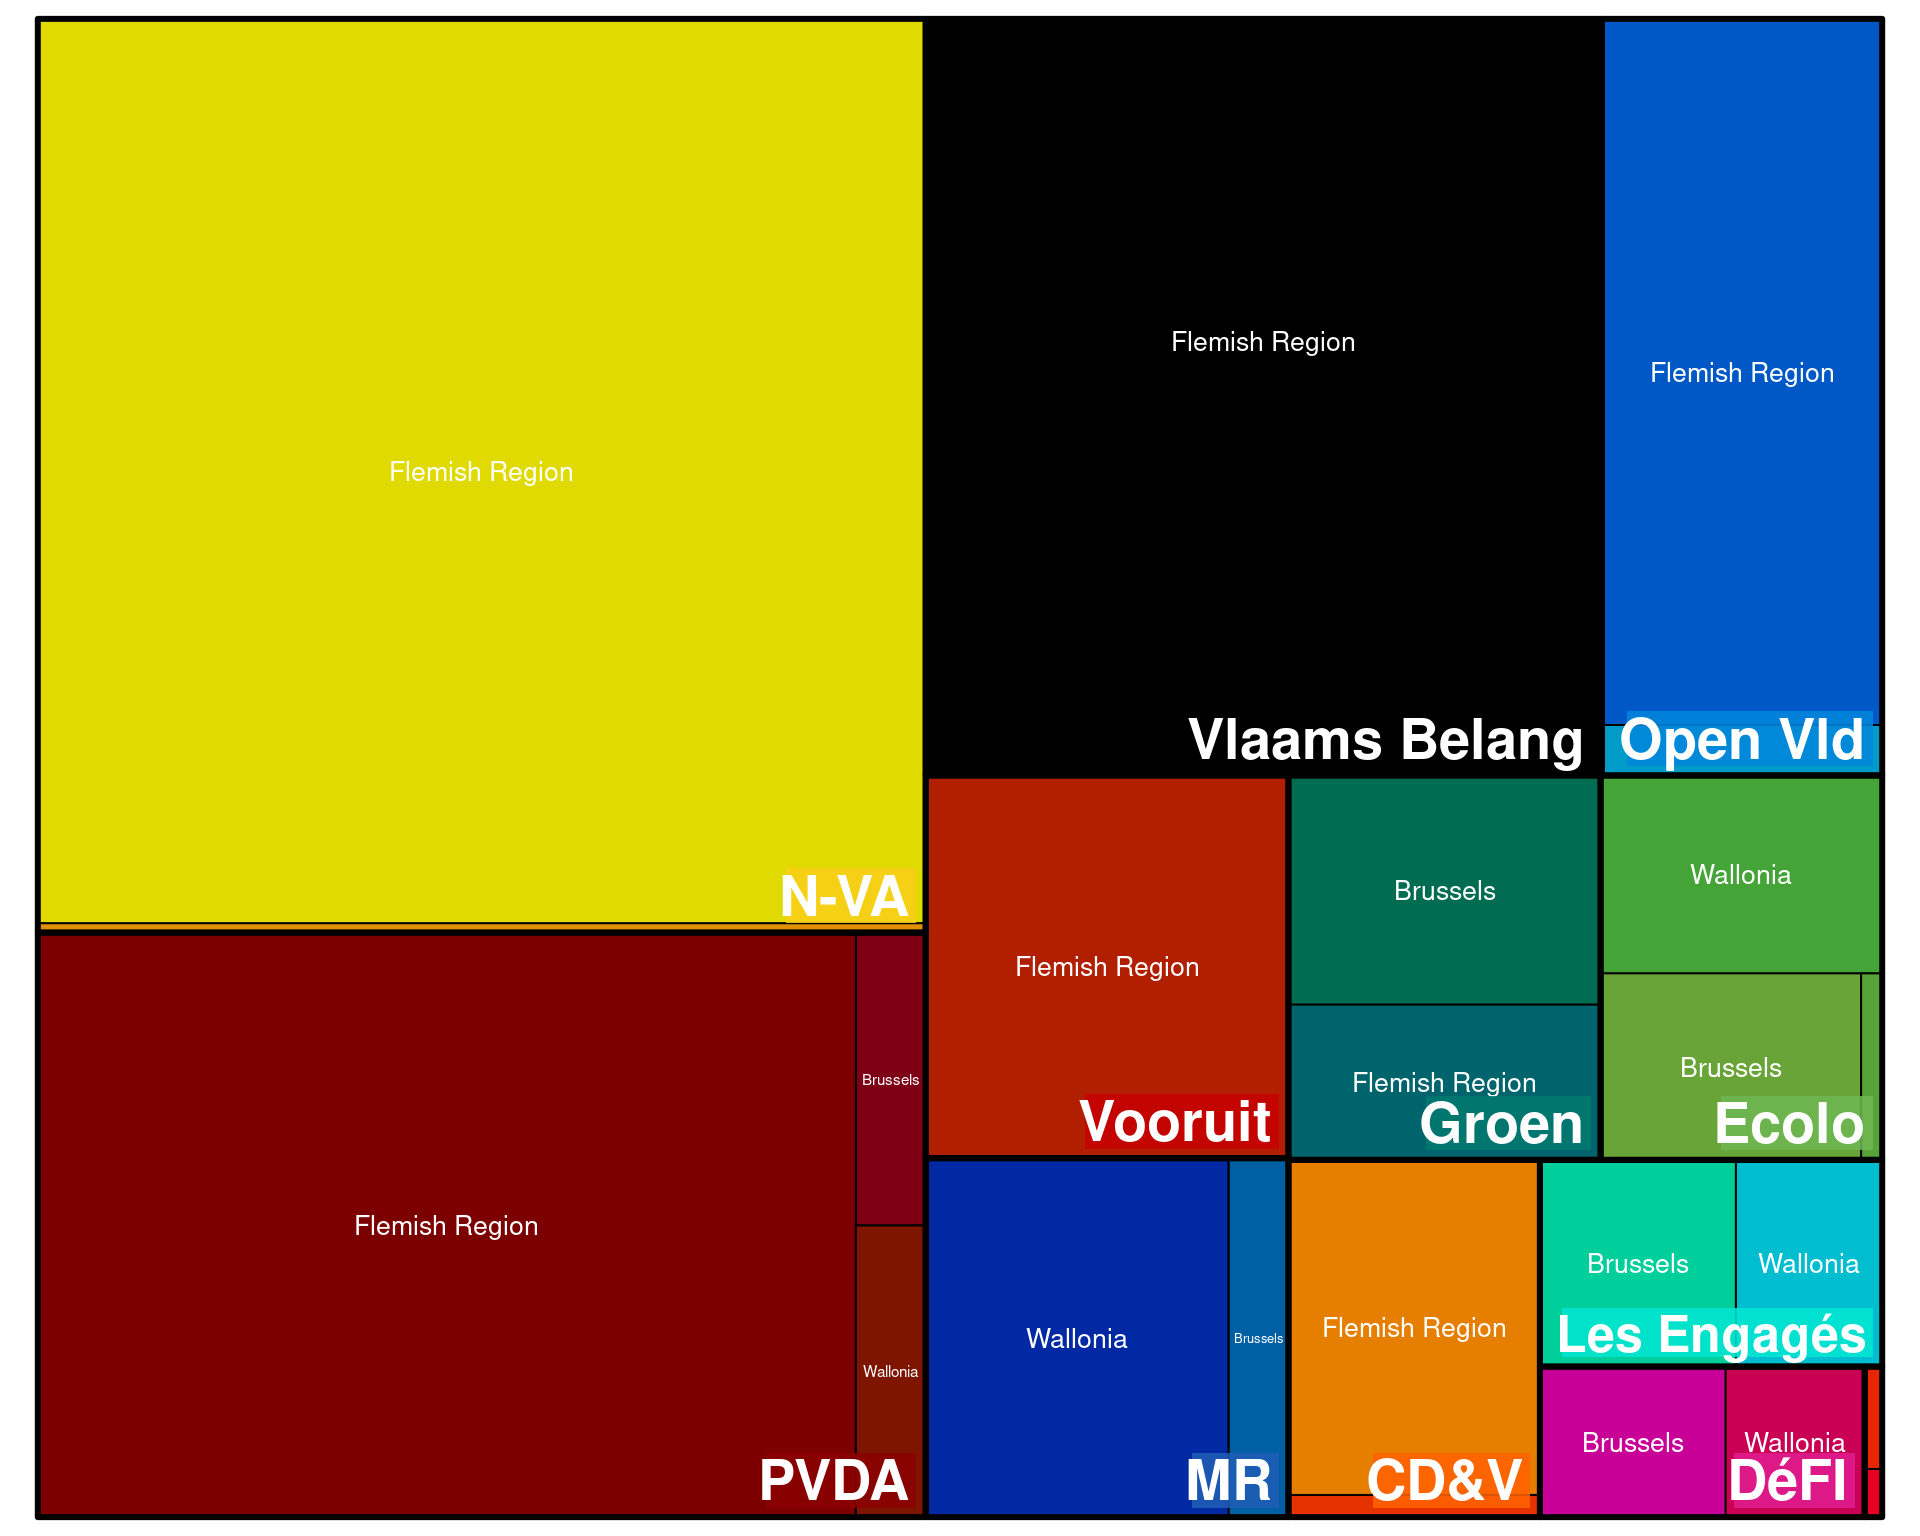 Flemish Region
N-VA
Flemish Region
Vlaams Belang
Flemish Region
Open Vld
Flemish Region
Brussels
Wallonia
PVDA
Flemish Region
Vooruit
Brussels
Flemish Region
Groen
Wallonia
Brussels
Ecolo
Wallonia
Brussels
MR
Flemish Region
CD&V
Brussels
Wallonia
Les Engagés
Brussels
Wallonia
DéFI